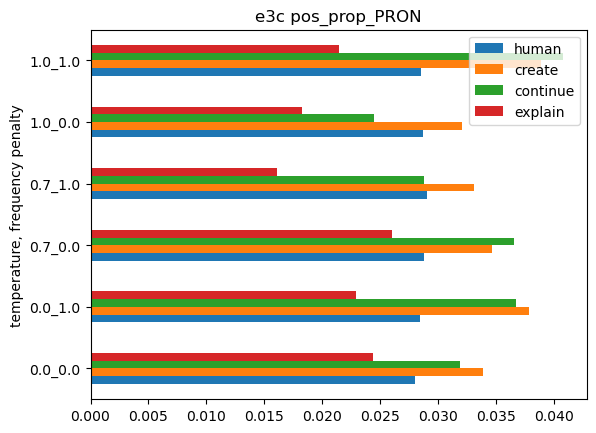 e3c pos_prop_PRON
human
create
continue
explain
temperature, frequency penalty
1.0_1.0
1.0_0.0
0.7_1.0
0.7_0.0
0.0_1.0
0.0_0.0
0.000 0.005 0.010 0.015 0.020 0.025 0.030 0.035 0.040